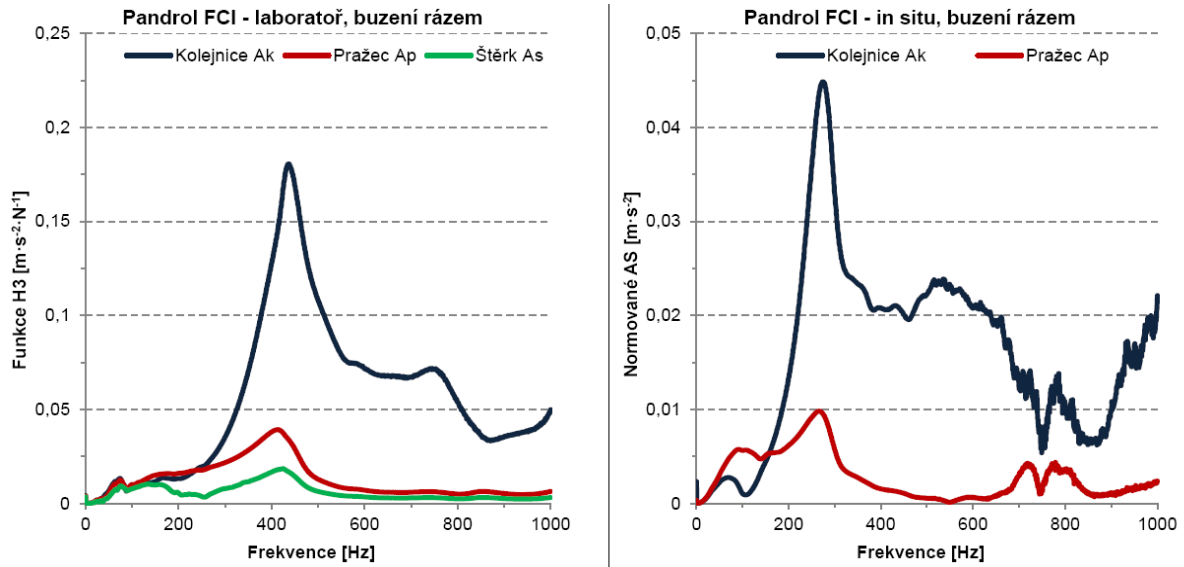 Pandrol FCI - laboratoř, buzení rázem
0,25
Kolejnice Ak
Pražec Ap
Štěrk As
0,2
0,15
0,1
0,05
0
Funkce H3 [m·s⁻²·N⁻¹]
0
200
400
600
800
1000
Frekvence [Hz]
Pandrol FCI - in situ, buzení rázem
0,05
Kolejnice Ak
Pražec Ap
0,04
0,03
0,02
0,01
0
Normované AS [m·s⁻²]
0
200
400
600
800
1000
Frekvence [Hz]